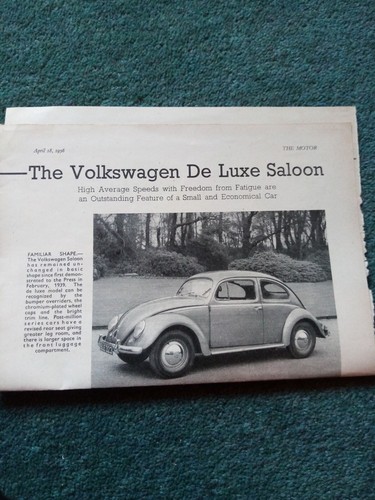 April 18, 1956
THE MOTOR
The Volkswagen De Luxe Saloon
High Average Speeds with Freedom from Fatigue are
an Outstanding Feature of a Small and Economical Car
FAMILIAR SHAPE.—
The Volkswagen Saloon
has remained un-
changed in basic
shape since first demon-
strated to the Press in
February, 1939. The
de luxe model can be
recognized by the
bumper overriders, the
chromium-plated wheel
caps and the bright
trim line. Post-million
series cars have a
revised rear seat giving
greater leg room, and
there is larger space in
the front luggage
compartment.